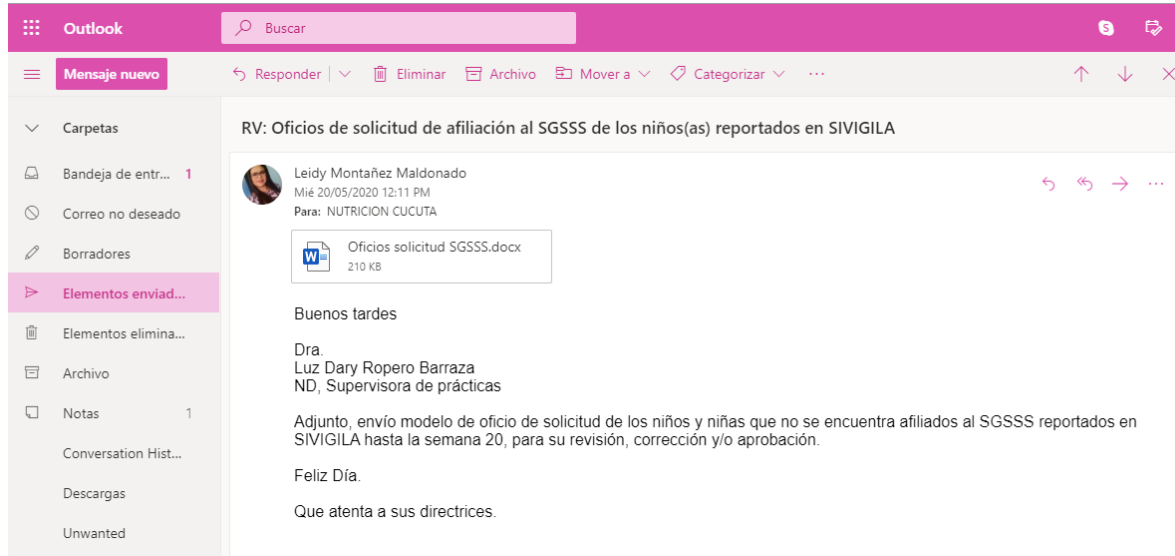 Outlook
Buscar
Mensaje nuevo
Responder
Eliminar
Archivo
Mover a
Categorizar
Carpetas
Bandeja de entr... 1
Correo no deseado
Borradores
Elementos enviad...
Elementos elimina...
Archivo
Notas 1
Conversation Hist...
Descargas
Unwanted
RV: Oficios de solicitud de afiliación al SGSSS de los niños(as) reportados en SIVIGILA
Leidy Montañez Maldonado
Mié 20/05/2020 12:11 PM
Para: NUTRICION CUCUTA
Oficios solicitud SGSSS.docx
210 KB
Buenos tardes
Dra.
Luz Dary Ropero Barraza
ND, Supervisora de prácticas
Adjunto, envío modelo de oficio de solicitud de los niños y niñas que no se encuentra afiliados al SGSSS reportados en
SIVIGILA hasta la semana 20, para su revisión, corrección y/o aprobación.
Feliz Día.
Que atenta a sus directrices.